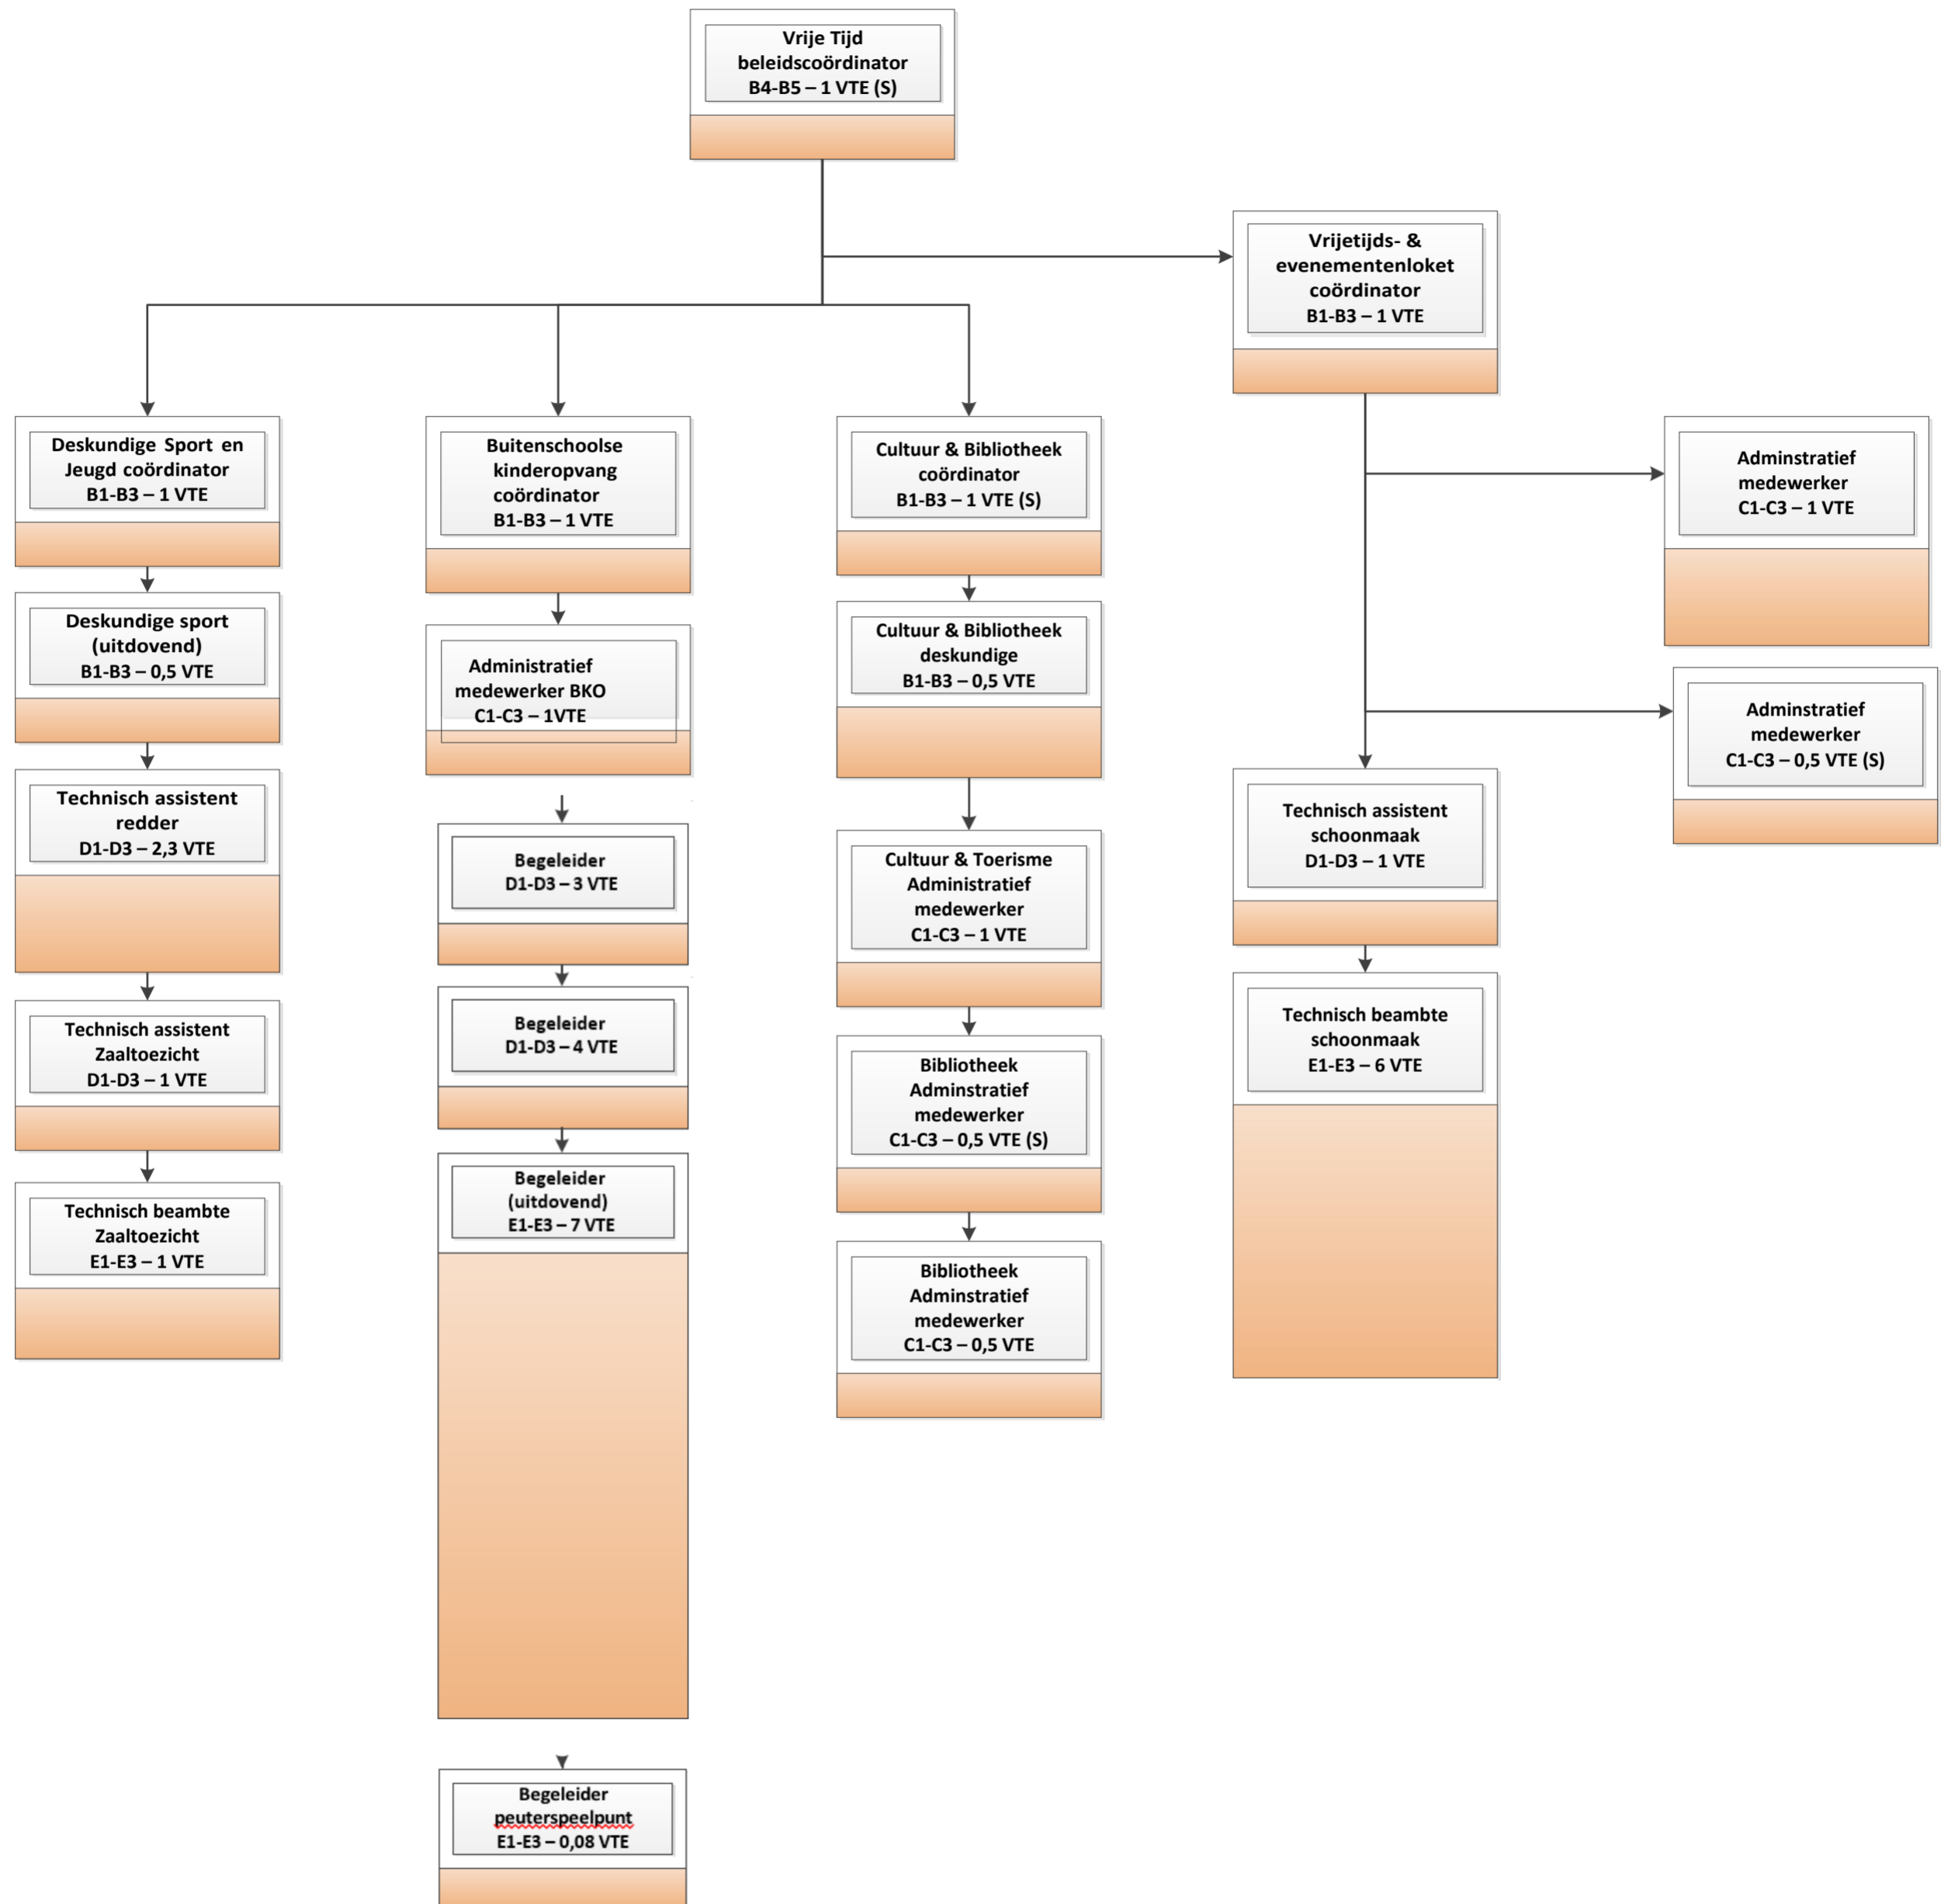 Vrije Tijd
beleidscoördinator
B4-B5 – 1 VTE (S)
Vrijetijds- &
evenementenloket
coördinator
B1-B3 – 1 VTE
Deskundige Sport en
Jeugd coördinator
B1-B3 – 1 VTE
Deskundige sport
(uitdovend)
B1-B3 – 0,5 VTE
Technisch assistent
redder
D1-D3 – 2,3 VTE
Technisch assistent
Zaaltoezicht
D1-D3 – 1 VTE
Technisch beambte
Zaaltoezicht
E1-E3 – 1 VTE
Buitenschoolse
kinderopvang
coördinator
B1-B3 – 1 VTE
Administratief
medewerker BKO
C1-C3 – 1VTE
Begeleider
D1-D3 – 3 VTE
Begeleider
D1-D3 – 4 VTE
Begeleider
(uitdovend)
E1-E3 – 7 VTE
Begeleider
peuterspeelpunt
E1-E3 – 0,08 VTE
Cultuur & Bibliotheek
coördinator
B1-B3 – 1 VTE (S)
Cultuur & Bibliotheek
deskundige
B1-B3 – 0,5 VTE
Cultuur & Toerisme
Administratief
medewerker
C1-C3 – 1 VTE
Bibliotheek
Adminstratief
medewerker
C1-C3 – 0,5 VTE (S)
Bibliotheek
Adminstratief
medewerker
C1-C3 – 0,5 VTE
Adminstratief
medewerker
C1-C3 – 1 VTE
Adminstratief
medewerker
C1-C3 – 0,5 VTE (S)
Technisch assistent
schoonmaak
D1-D3 – 1 VTE
Technisch beambte
schoonmaak
E1-E3 – 6 VTE